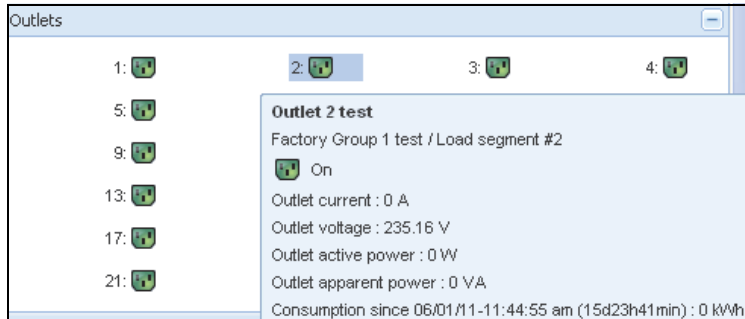 Outlets
1: 2: 3: 4:
5:
9:
13:
17:
21:
Outlet 2 test
Factory Group 1 test / Load segment #2
On
Outlet current : 0 A
Outlet voltage : 235.16 V
Outlet active power : 0 W
Outlet apparent power : 0 VA
Consumption since 06/01/11-11:44:55 am (15d23h41min) : 0 kWh